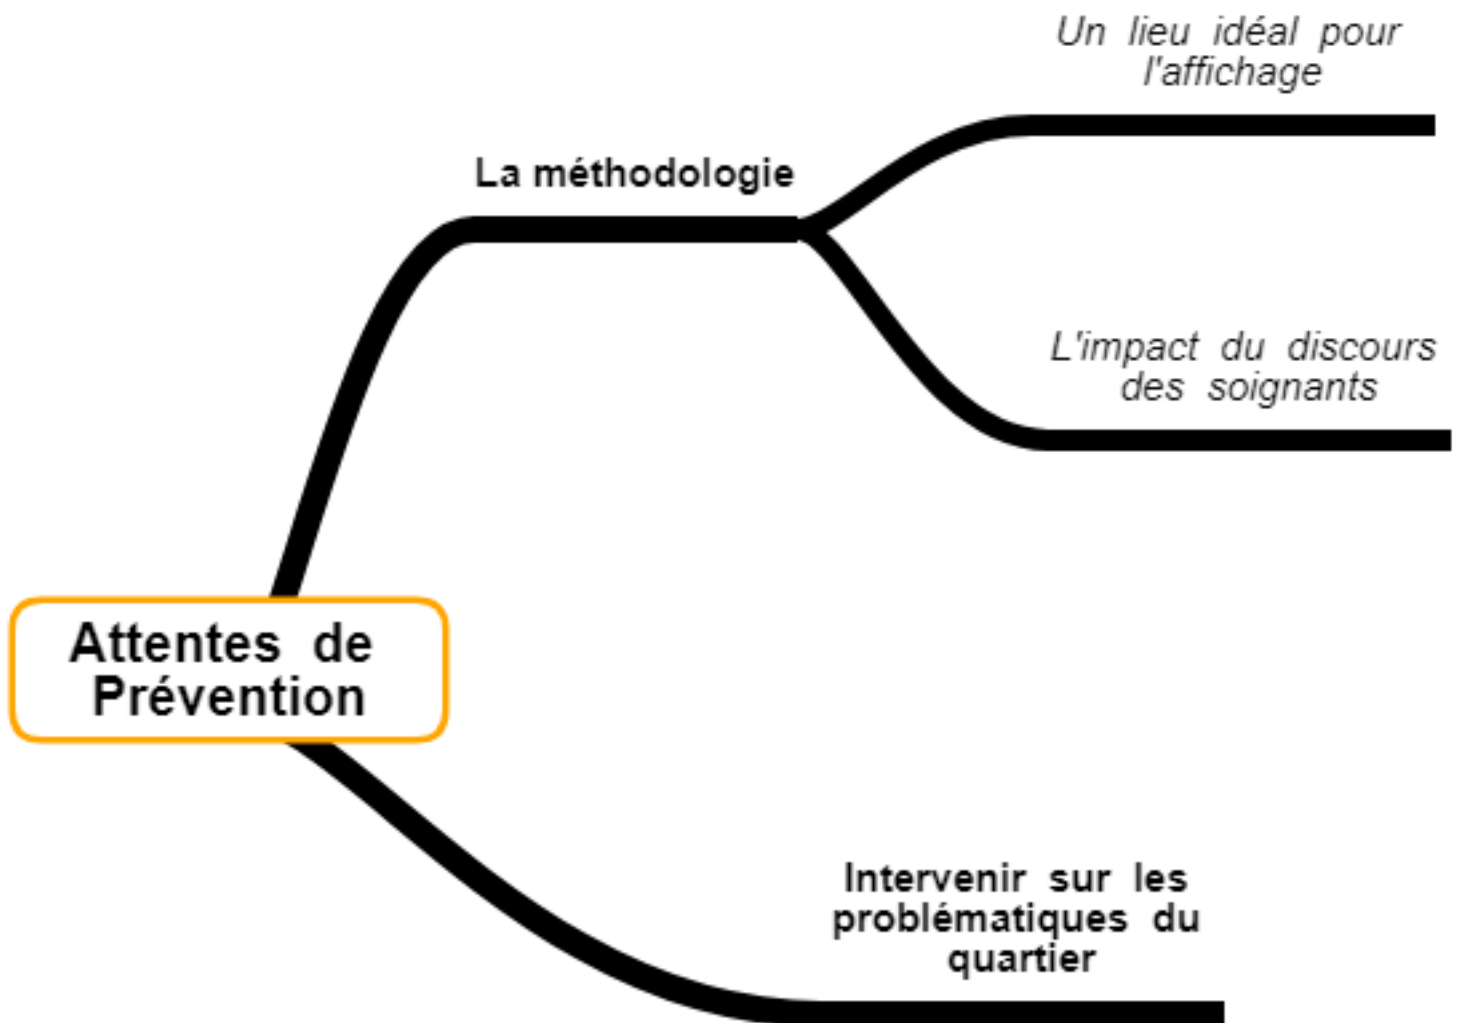 Un lieu idéal pour
l'affichage
La méthodologie
L'impact du discours
des soignants
Attentes de
Prévention
Intervenir sur les
problématiques du
quartier